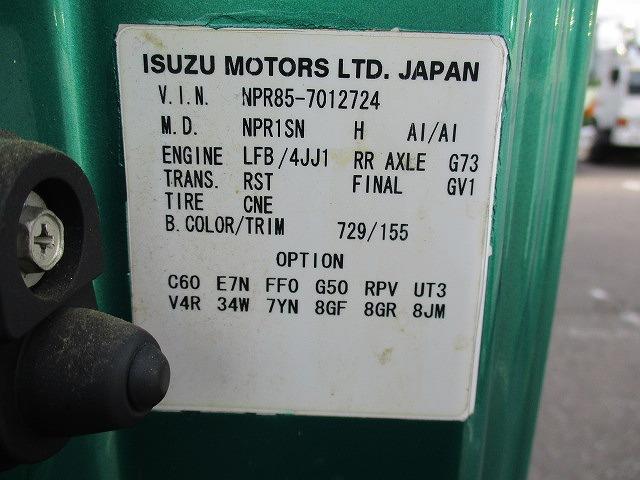 ISUZU MOTORS LTD. JAPAN
V.I.N. NPR85-7012724
M.D. NPR1SN H AI/AI
ENGINE LFB/4JJ1 RR AXLE G73
TRANS. RST FINAL GV1
TIRE CNE
B.COLOR/TRIM 729/155
OPTION
C60 E7N FFO G50 RPV UT3
V4R 34W 7YN 8GF 8GR 8JM